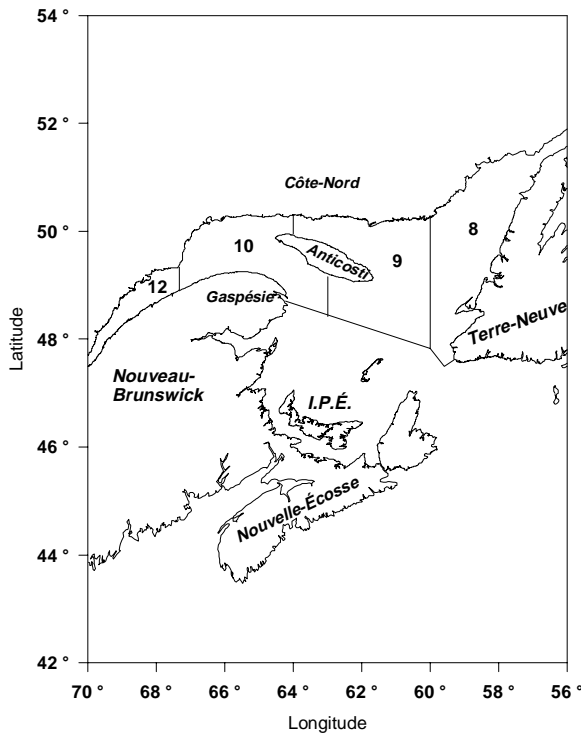 54 °
52 °
50 °
48 °
46 °
44 °
42 °
Latitude
Côte-Nord
8
10
9
Anticosti
12
Gaspésie
Terre-Neuve
Nouveau-
Brunswick
I.P.É.
Nouvelle-Écosse
70 ° 68 ° 66 ° 64 ° 62 ° 60 ° 58 ° 56 °
Longitude